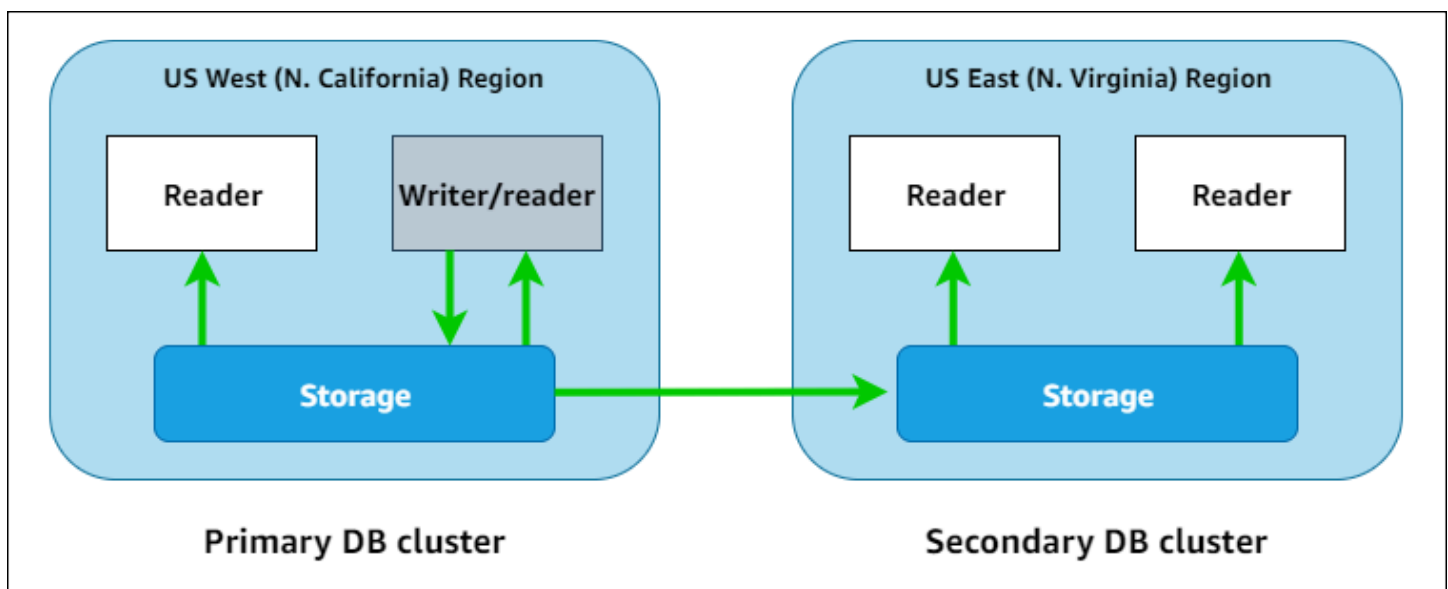 US West (N. California) Region
Reader
Writer/reader
Storage
Primary DB cluster
US East (N. Virginia) Region
Reader
Reader
Storage
Secondary DB cluster